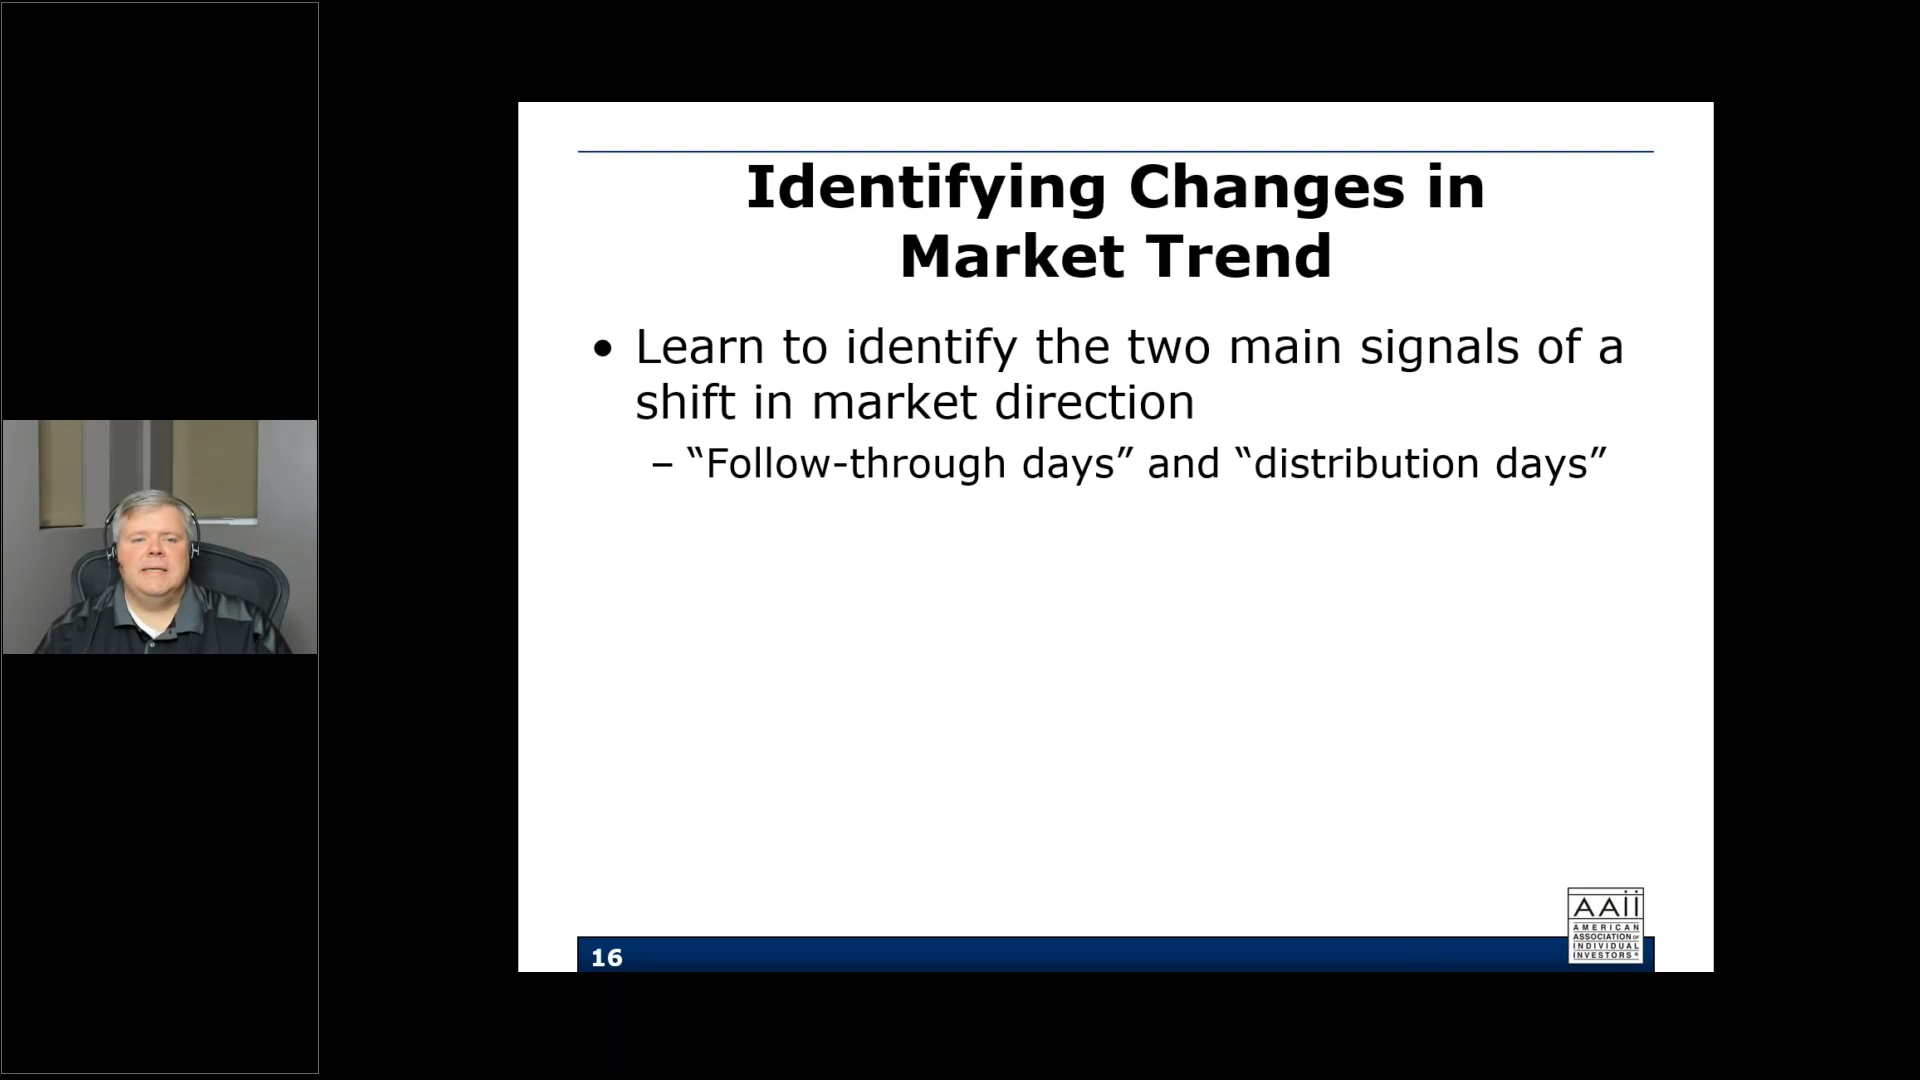 Identifying Changes in
Market Trend
• Learn to identify the two main signals of a
shift in market direction
– “Follow-through days” and “distribution days”
16
AAii
AMERICAN
ASSOCIATION OF
INDIVIDUAL
INVESTORS®